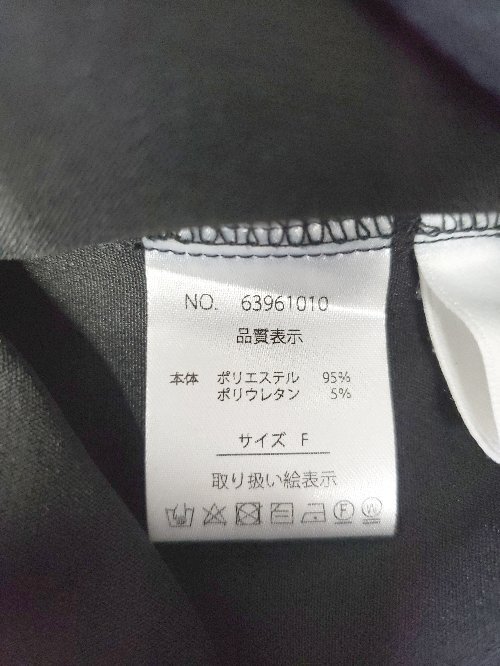 NO. 63961010
品質表示
本体 ポリエステル 95%
ポリウレタン 5%
サイズ F
取り扱い絵表示
F W